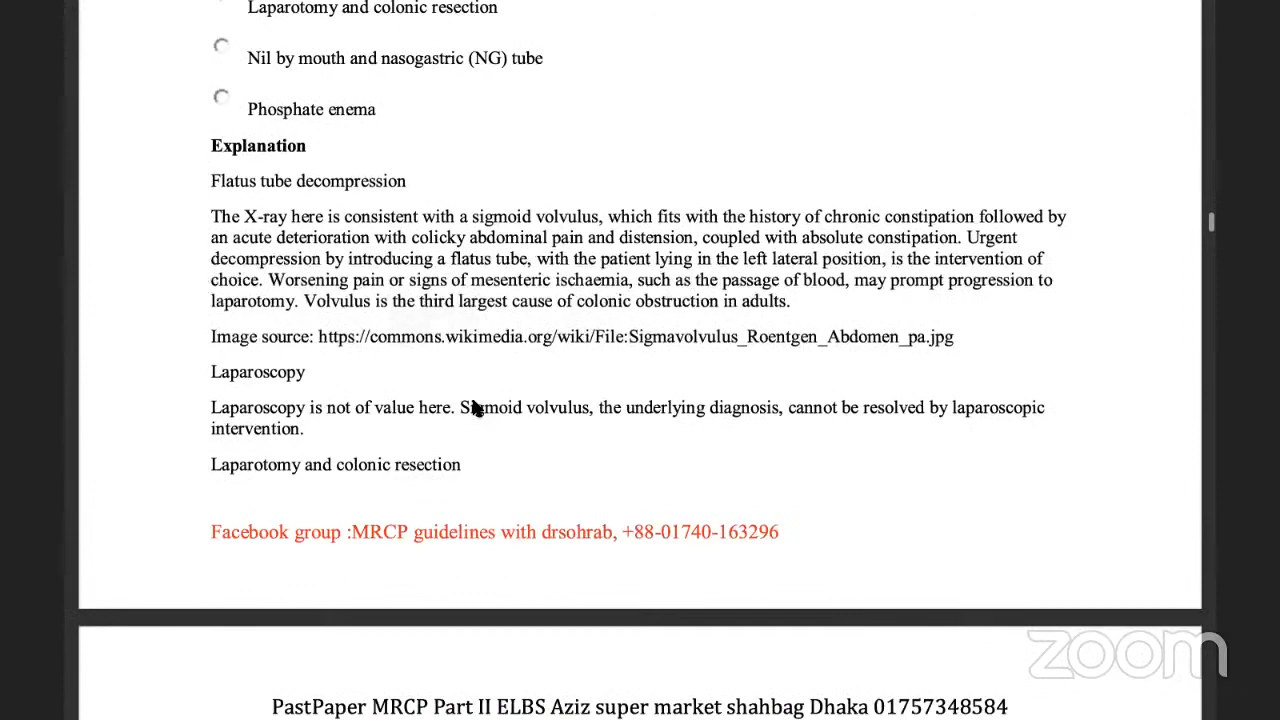 Laparotomy and colonic resection
Nil by mouth and nasogastric (NG) tube
Phosphate enema
Explanation
Flatus tube decompression
The X-ray here is consistent with a sigmoid volvulus, which fits with the history of chronic constipation followed by
an acute deterioration with colicky abdominal pain and distension, coupled with absolute constipation. Urgent
decompression by introducing a flatus tube, with the patient lying in the left lateral position, is the intervention of
choice. Worsening pain or signs of mesenteric ischaemia, such as the passage of blood, may prompt progression to
laparotomy. Volvulus is the third largest cause of colonic obstruction in adults.
Image source: https://commons.wikimedia.org/wiki/File:Sigmavolvulus_Roentgen_Abdomen_pa.jpg
Laparoscopy
Laparoscopy is not of value here. Sigmoid volvulus, the underlying diagnosis, cannot be resolved by laparoscopic
intervention.
Laparotomy and colonic resection
Facebook group :MRCP guidelines with drsohrab, +88-01740-163296
zoom
PastPaper MRCP Part II ELBS Aziz super market shahbag Dhaka 01757348584